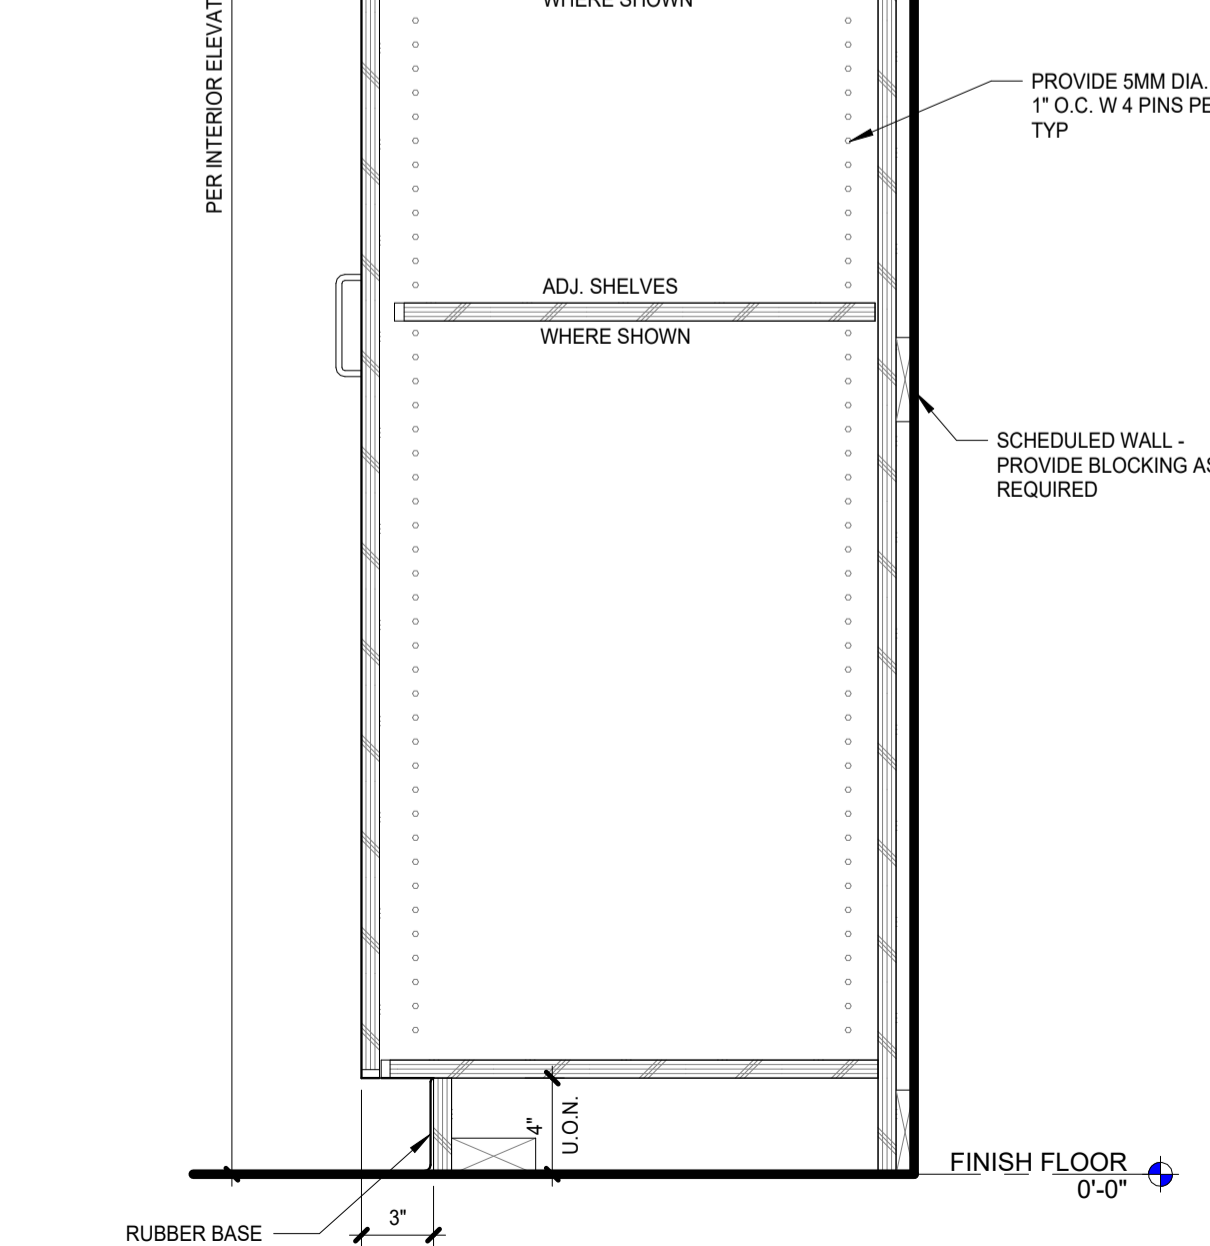 WHERE SHOWN
PER INTERIOR ELEVAT
PROVIDE 5MM DIA.
1" O.C. W 4 PINS PE
TYP
ADJ. SHELVES
WHERE SHOWN
SCHEDULED WALL -
PROVIDE BLOCKING AS
REQUIRED
4"
U.O.N.
FINISH FLOOR
0'-0"
3"
RUBBER BASE